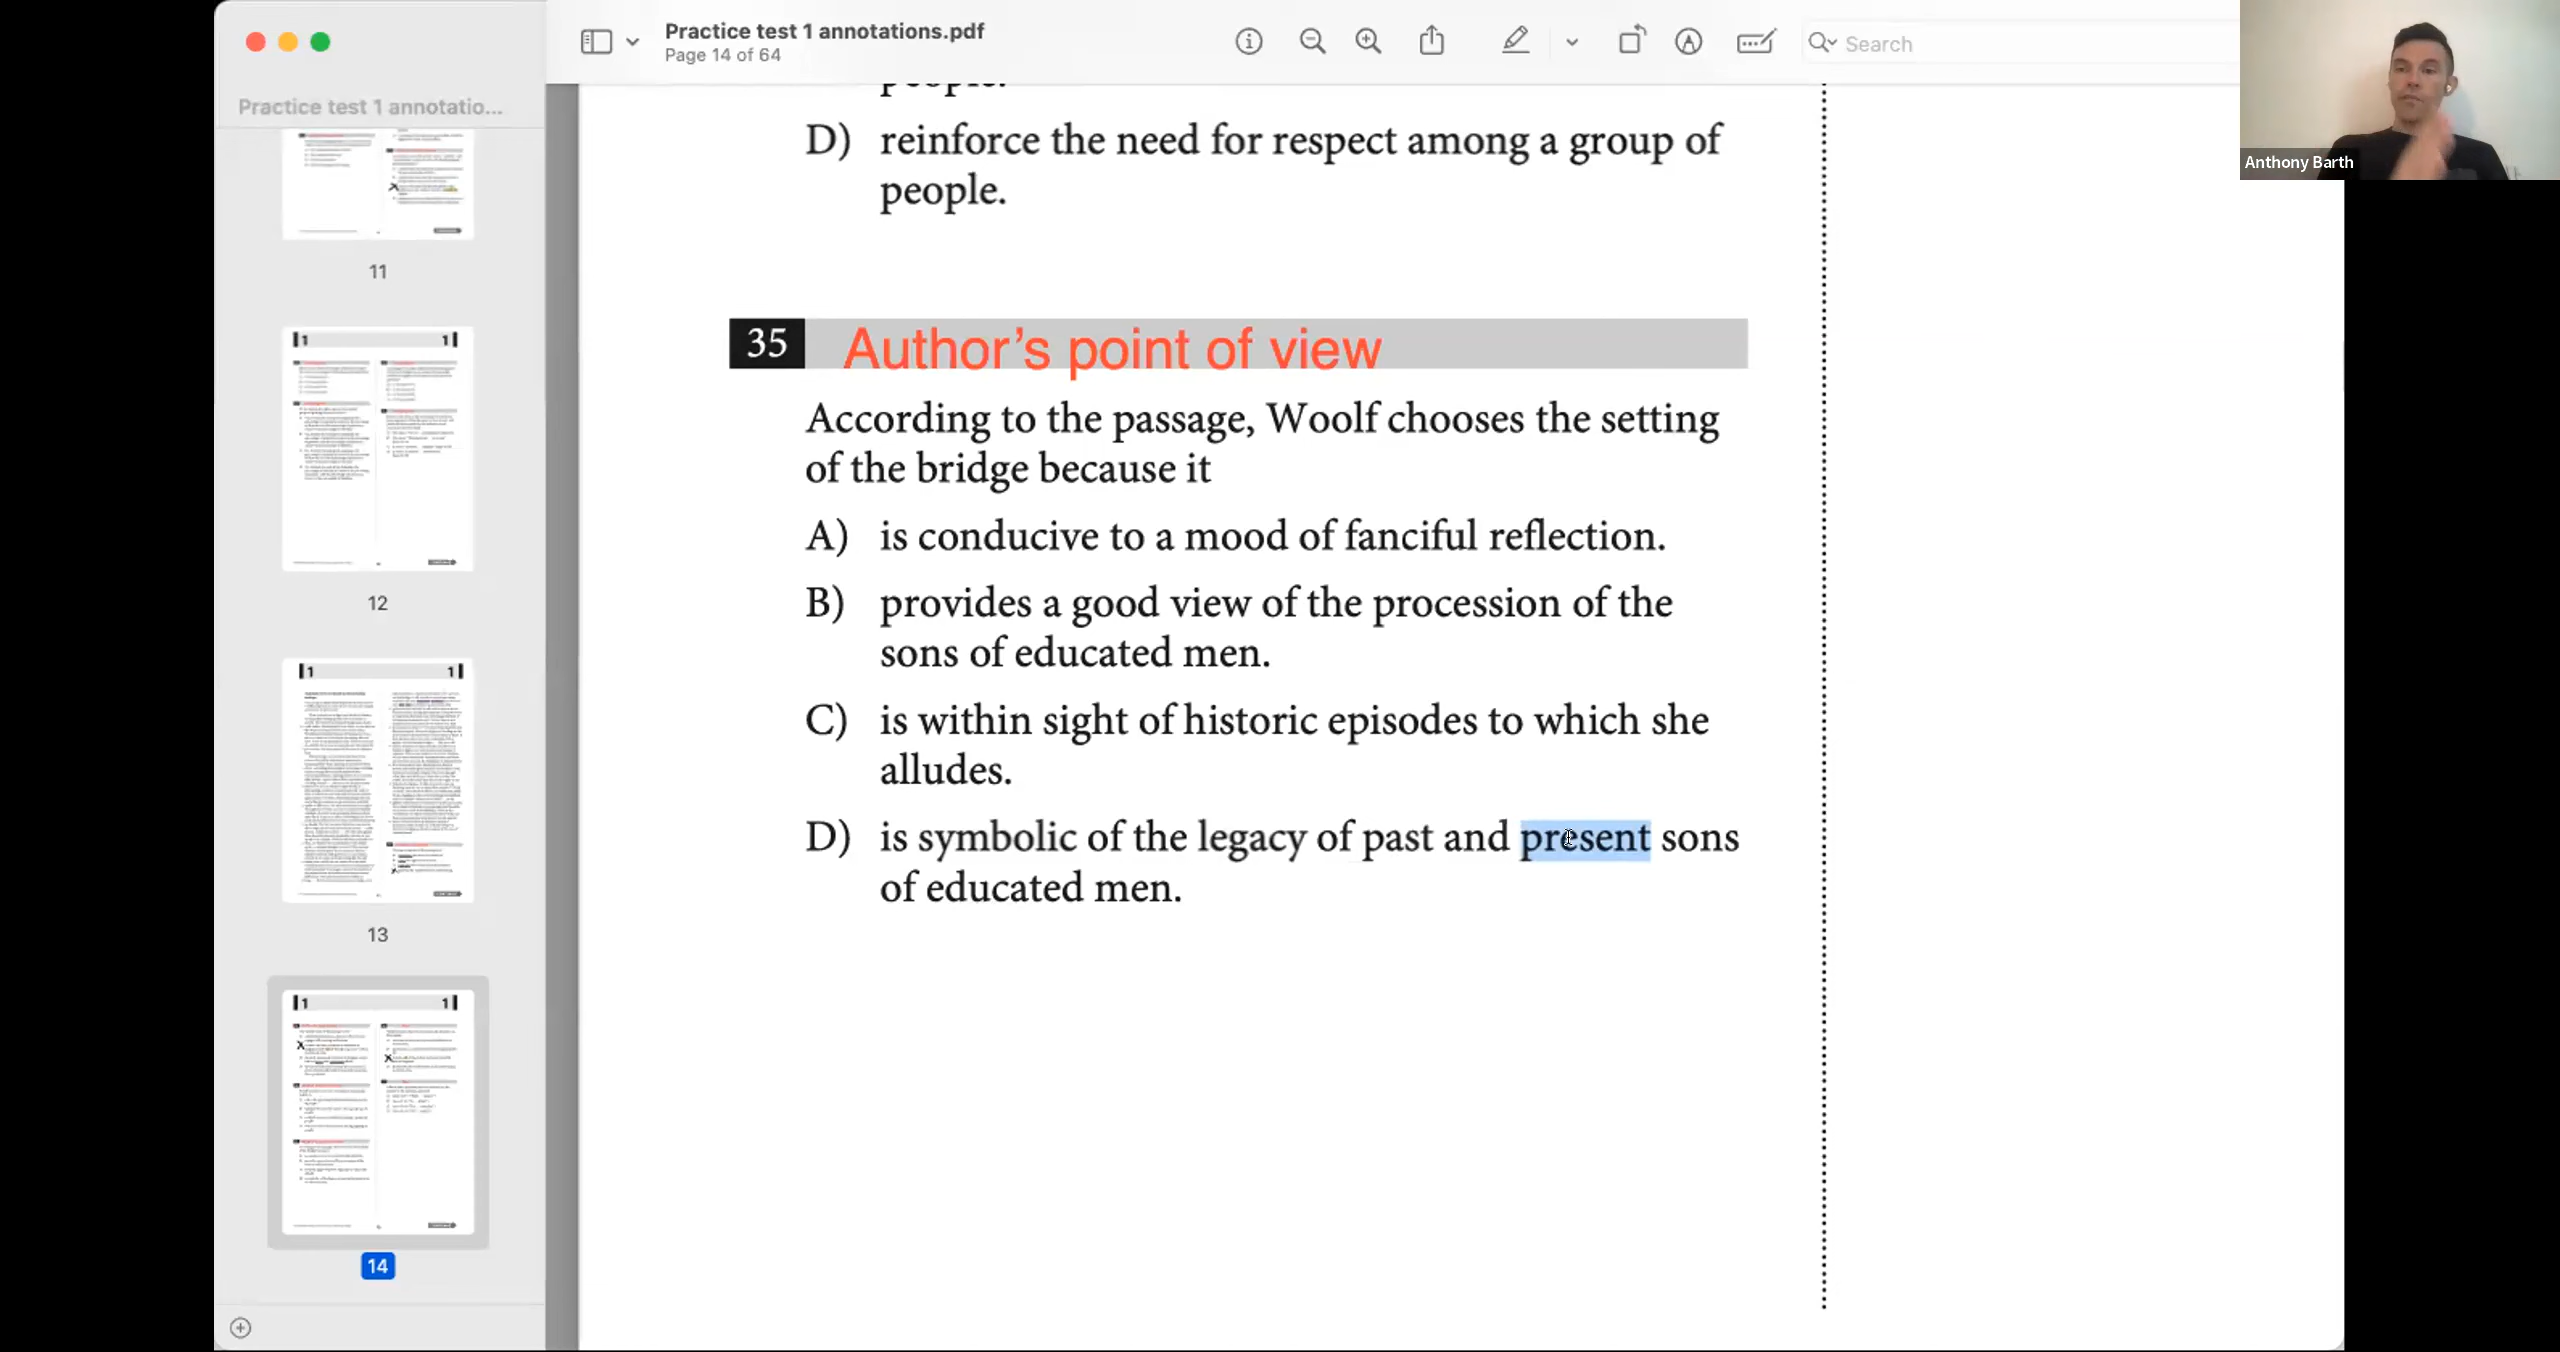 Practice test 1 annotations.pdf
Page 14 of 64
Search
Anthony Barth
Practice test 1 annotatio...
11
12
13
14
people.
D) reinforce the need for respect among a group of
people.
35 Author's point of view
According to the passage, Woolf chooses the setting
of the bridge because it
A) is conducive to a mood of fanciful reflection.
B) provides a good view of the procession of the
sons of educated men.
C) is within sight of historic episodes to which she
alludes.
D) is symbolic of the legacy of past and present sons
of educated men.